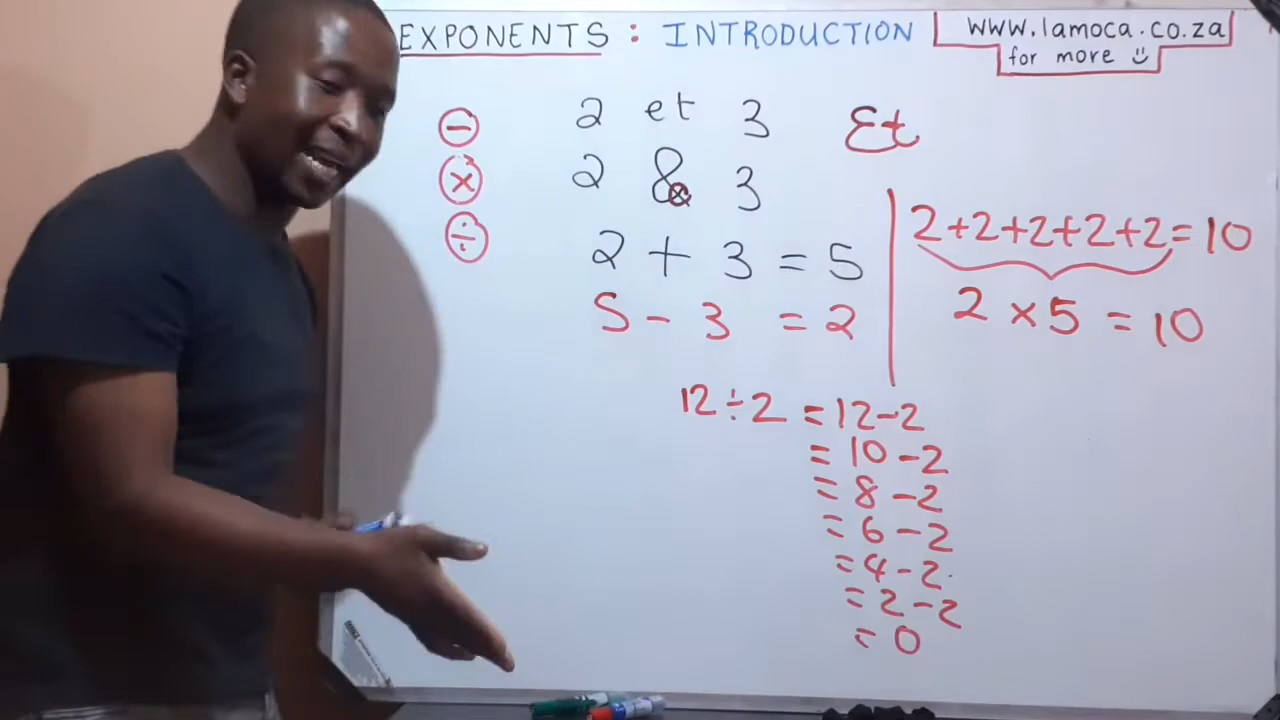 EXPONENTS : INTRODUCTION
www.lamoca.co.za
for more ☺
−
×
÷
2 et 3
Et
2 & 3
2 + 3 = 5
5 − 3 = 2
2+2+2+2+2=10
2 × 5 = 10
12÷2 = 12−2
= 10−2
= 8−2
= 6−2
= 4−2
= 2−2
= 0